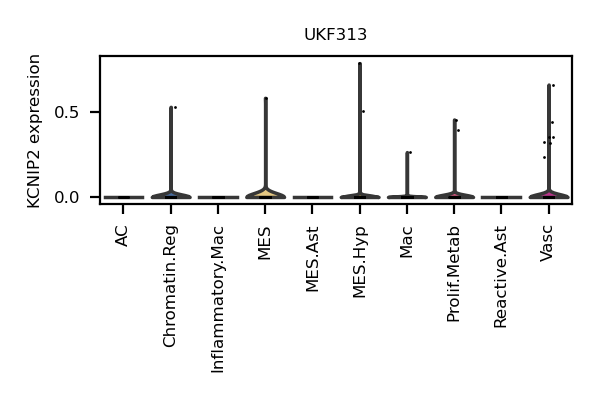 UKF313
KCNIP2 expression
0.5
0.0
AC
Chromatin.Reg
Inflammatory.Mac
MES
MES.Ast
MES.Hyp
Mac
Prolif.Metab
Reactive.Ast
Vasc